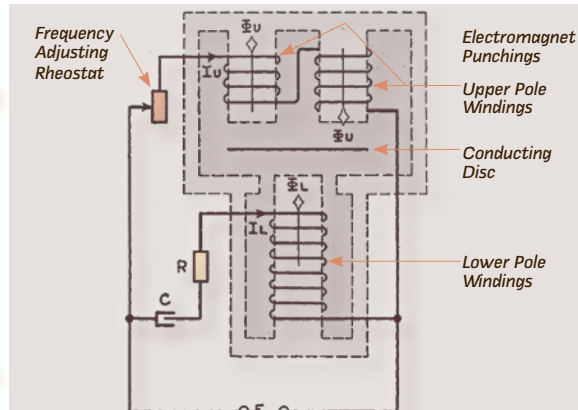 Frequency
Adjusting
Rheostat
ΦU
IU
Electromagnet
Punchings
Upper Pole
Windings
ΦU
Conducting
Disc
ΦL
IL
R
C
Lower Pole
Windings